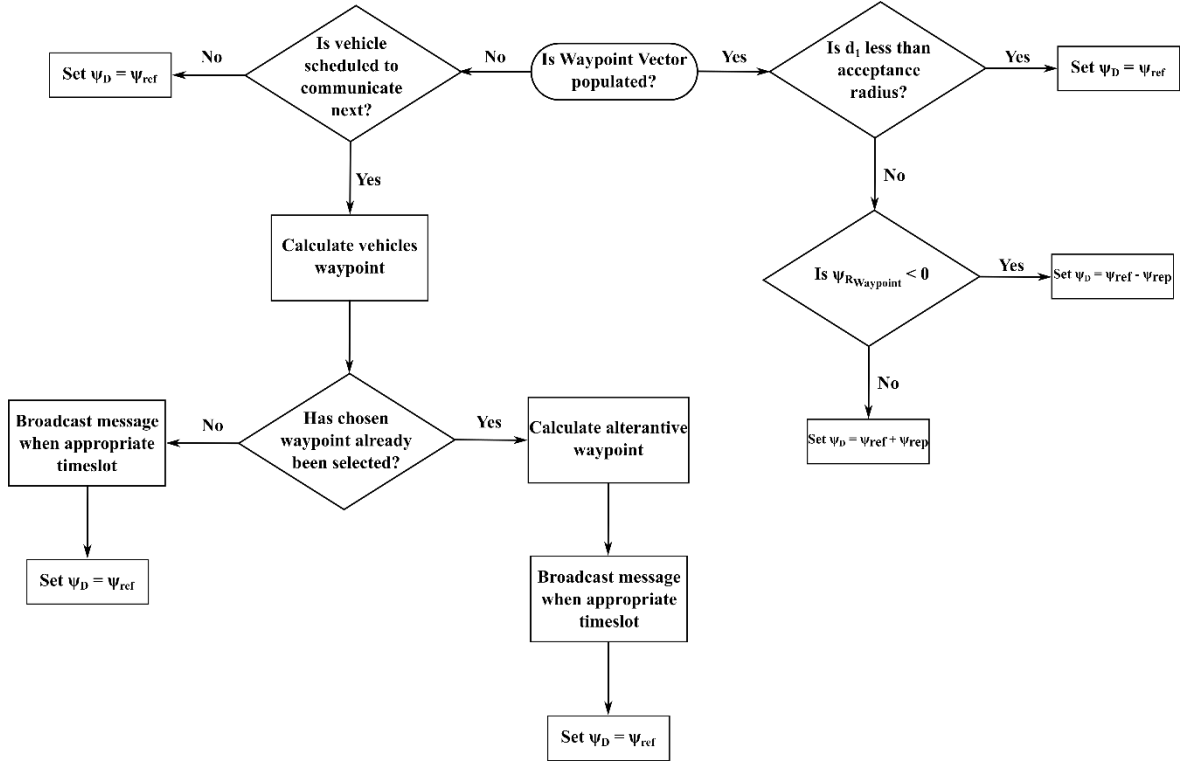 Is vehicle
scheduled to
communicate
next?
No
Set ψD = ψref
No
Is Waypoint Vector
populated?
Yes
Is d1 less than
acceptance
radius?
Yes
Set ψD = ψref
Yes
No
Calculate vehicles
waypoint
Is ψRWaypoint < 0
Yes
Set ψD = ψref - ψrep
No
Set ψD = ψref + ψrep
Has chosen
waypoint already
been selected?
No
Broadcast message
when appropriate
timeslot
Set ψD = ψref
Yes
Calculate alterantive
waypoint
Broadcast message
when appropriate
timeslot
Set ψD = ψref